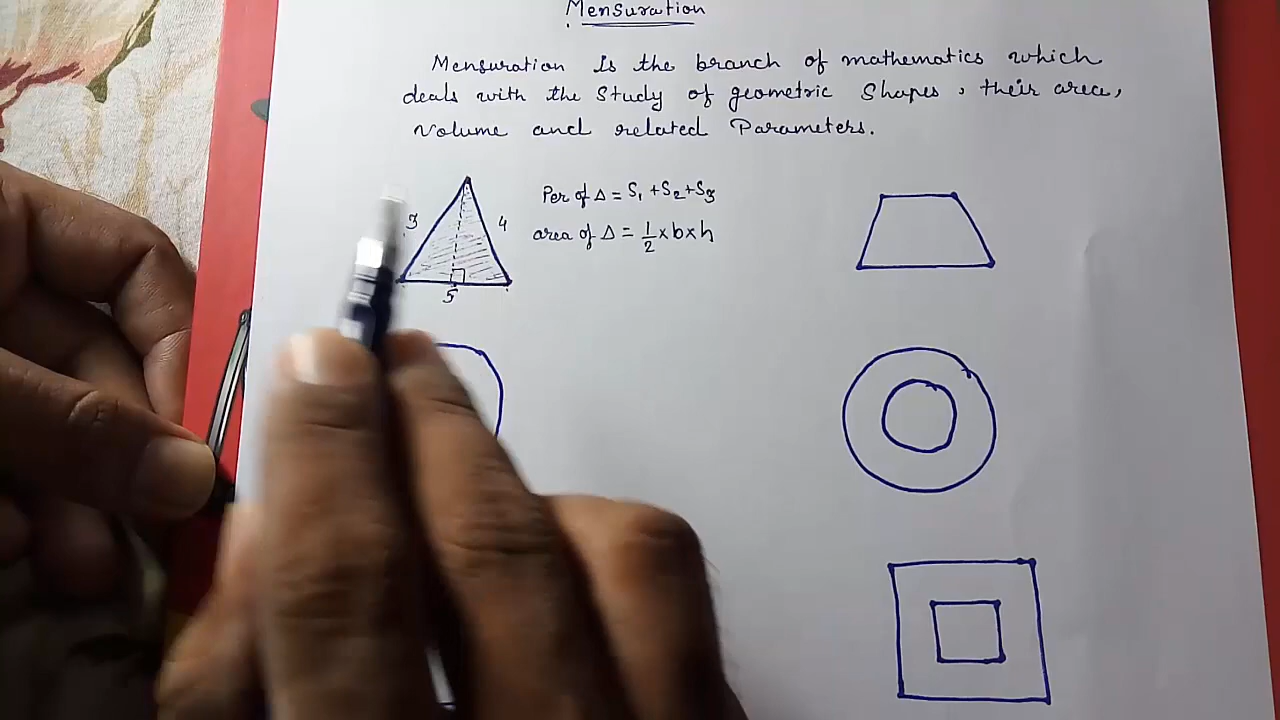 Mensuration
Mensuration is the branch of mathematics which
deals with the study of geometric shapes, their area,
Volume and related Parameters.
Per of Δ = S₁ + S₂ + S₃
3
4
area of Δ = 1/2 × b × h
5